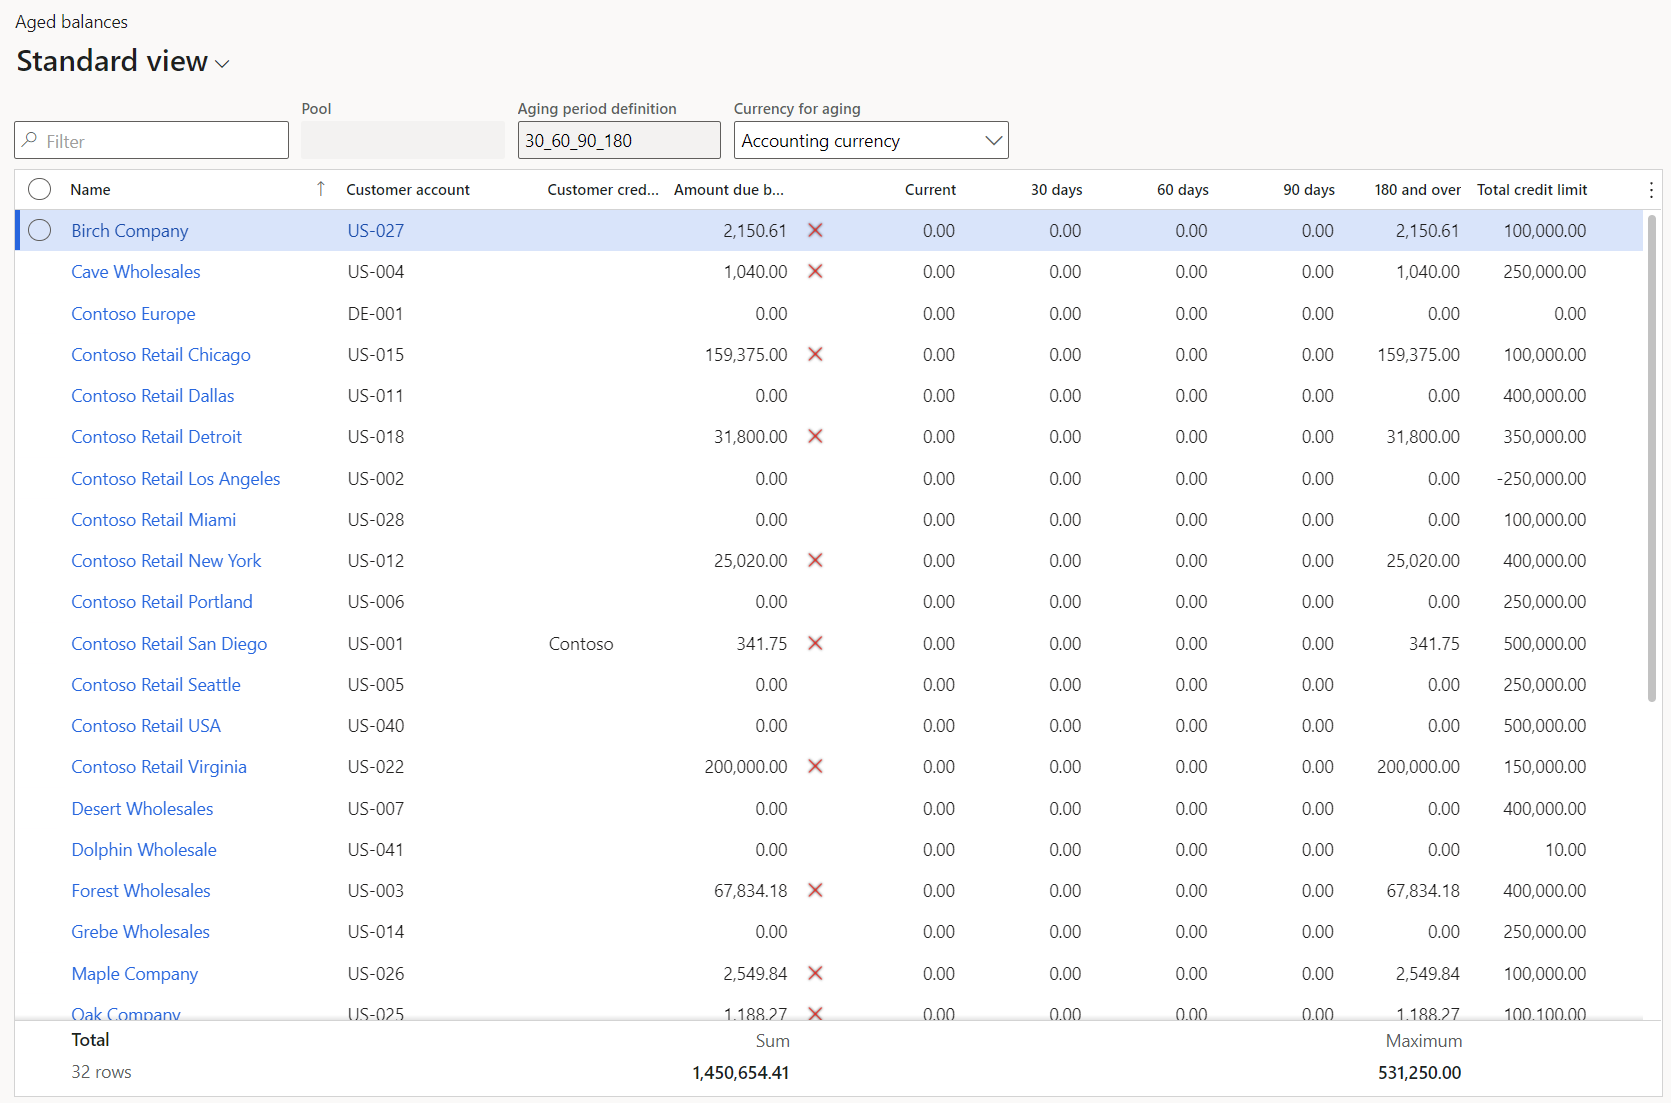 Aged balances
Standard view
Pool
Aging period definition
Currency for aging
Filter
30_60_90_180
Accounting currency
Name Customer account Customer cred... Amount due b... Current 30 days 60 days 90 days 180 and over Total credit limit
Birch Company US-027 2,150.61 0.00 0.00 0.00 0.00 2,150.61 100,000.00
Cave Wholesales US-004 1,040.00 0.00 0.00 0.00 0.00 1,040.00 250,000.00
Contoso Europe DE-001 0.00 0.00 0.00 0.00 0.00 0.00 0.00
Contoso Retail Chicago US-015 159,375.00 0.00 0.00 0.00 0.00 159,375.00 100,000.00
Contoso Retail Dallas US-011 0.00 0.00 0.00 0.00 0.00 0.00 400,000.00
Contoso Retail Detroit US-018 31,800.00 0.00 0.00 0.00 0.00 31,800.00 350,000.00
Contoso Retail Los Angeles US-002 0.00 0.00 0.00 0.00 0.00 0.00 -250,000.00
Contoso Retail Miami US-028 0.00 0.00 0.00 0.00 0.00 0.00 100,000.00
Contoso Retail New York US-012 25,020.00 0.00 0.00 0.00 0.00 25,020.00 400,000.00
Contoso Retail Portland US-006 0.00 0.00 0.00 0.00 0.00 0.00 250,000.00
Contoso Retail San Diego US-001 Contoso 341.75 0.00 0.00 0.00 0.00 341.75 500,000.00
Contoso Retail Seattle US-005 0.00 0.00 0.00 0.00 0.00 0.00 250,000.00
Contoso Retail USA US-040 0.00 0.00 0.00 0.00 0.00 0.00 500,000.00
Contoso Retail Virginia US-022 200,000.00 0.00 0.00 0.00 0.00 200,000.00 150,000.00
Desert Wholesales US-007 0.00 0.00 0.00 0.00 0.00 0.00 400,000.00
Dolphin Wholesale US-041 0.00 0.00 0.00 0.00 0.00 0.00 10.00
Forest Wholesales US-003 67,834.18 0.00 0.00 0.00 0.00 67,834.18 400,000.00
Grebe Wholesales US-014 0.00 0.00 0.00 0.00 0.00 0.00 250,000.00
Maple Company US-026 2,549.84 0.00 0.00 0.00 0.00 2,549.84 100,000.00
Oak Company US-025 1,188.27 0.00 0.00 0.00 0.00 1,188.27 100,100.00
Total Sum Maximum
32 rows 1,450,654.41 531,250.00